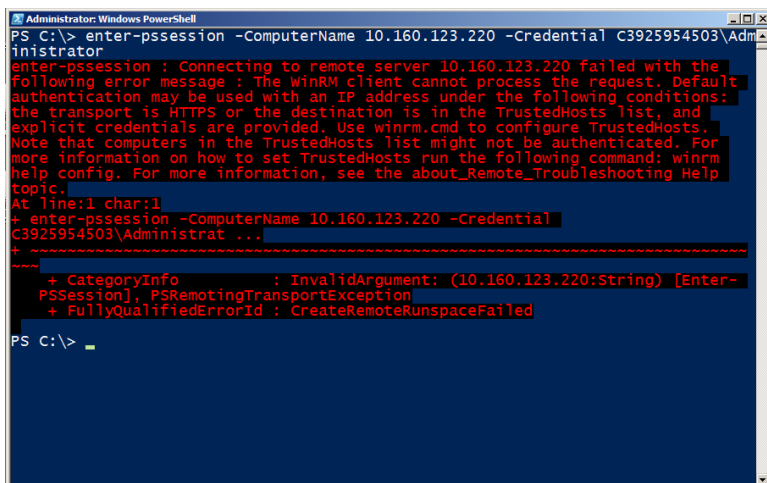 Administrator: Windows PowerShell
PS C:\> enter-pssession -ComputerName 10.160.123.220 -Credential C3925954503\Adm
inistrator
enter-pssession : Connecting to remote server 10.160.123.220 failed with the
following error message : The WinRM client cannot process the request. Default
authentication may be used with an IP address under the following conditions:
the transport is HTTPS or the destination is in the TrustedHosts list, and
explicit credentials are provided. Use winrm.cmd to configure TrustedHosts.
Note that computers in the TrustedHosts list might not be authenticated. For
more information on how to set TrustedHosts run the following command: winrm
help config. For more information, see the about_Remote_Troubleshooting Help
topic.
At line:1 char:1
+ enter-pssession -ComputerName 10.160.123.220 -Credential
C3925954503\Administrat ...
+ ~~~~~~~~~~~~~~~~~~~~~~~~~~~~~~~~~~~~~~~~~~~~~~~~~~~~~~~~~~~~~~~~~~~~~~~~~~~~
~~~
    + CategoryInfo          : InvalidArgument: (10.160.123.220:String) [Enter-
   PSSession], PSRemotingTransportException
    + FullyQualifiedErrorId : CreateRemoteRunspaceFailed
PS C:\> _